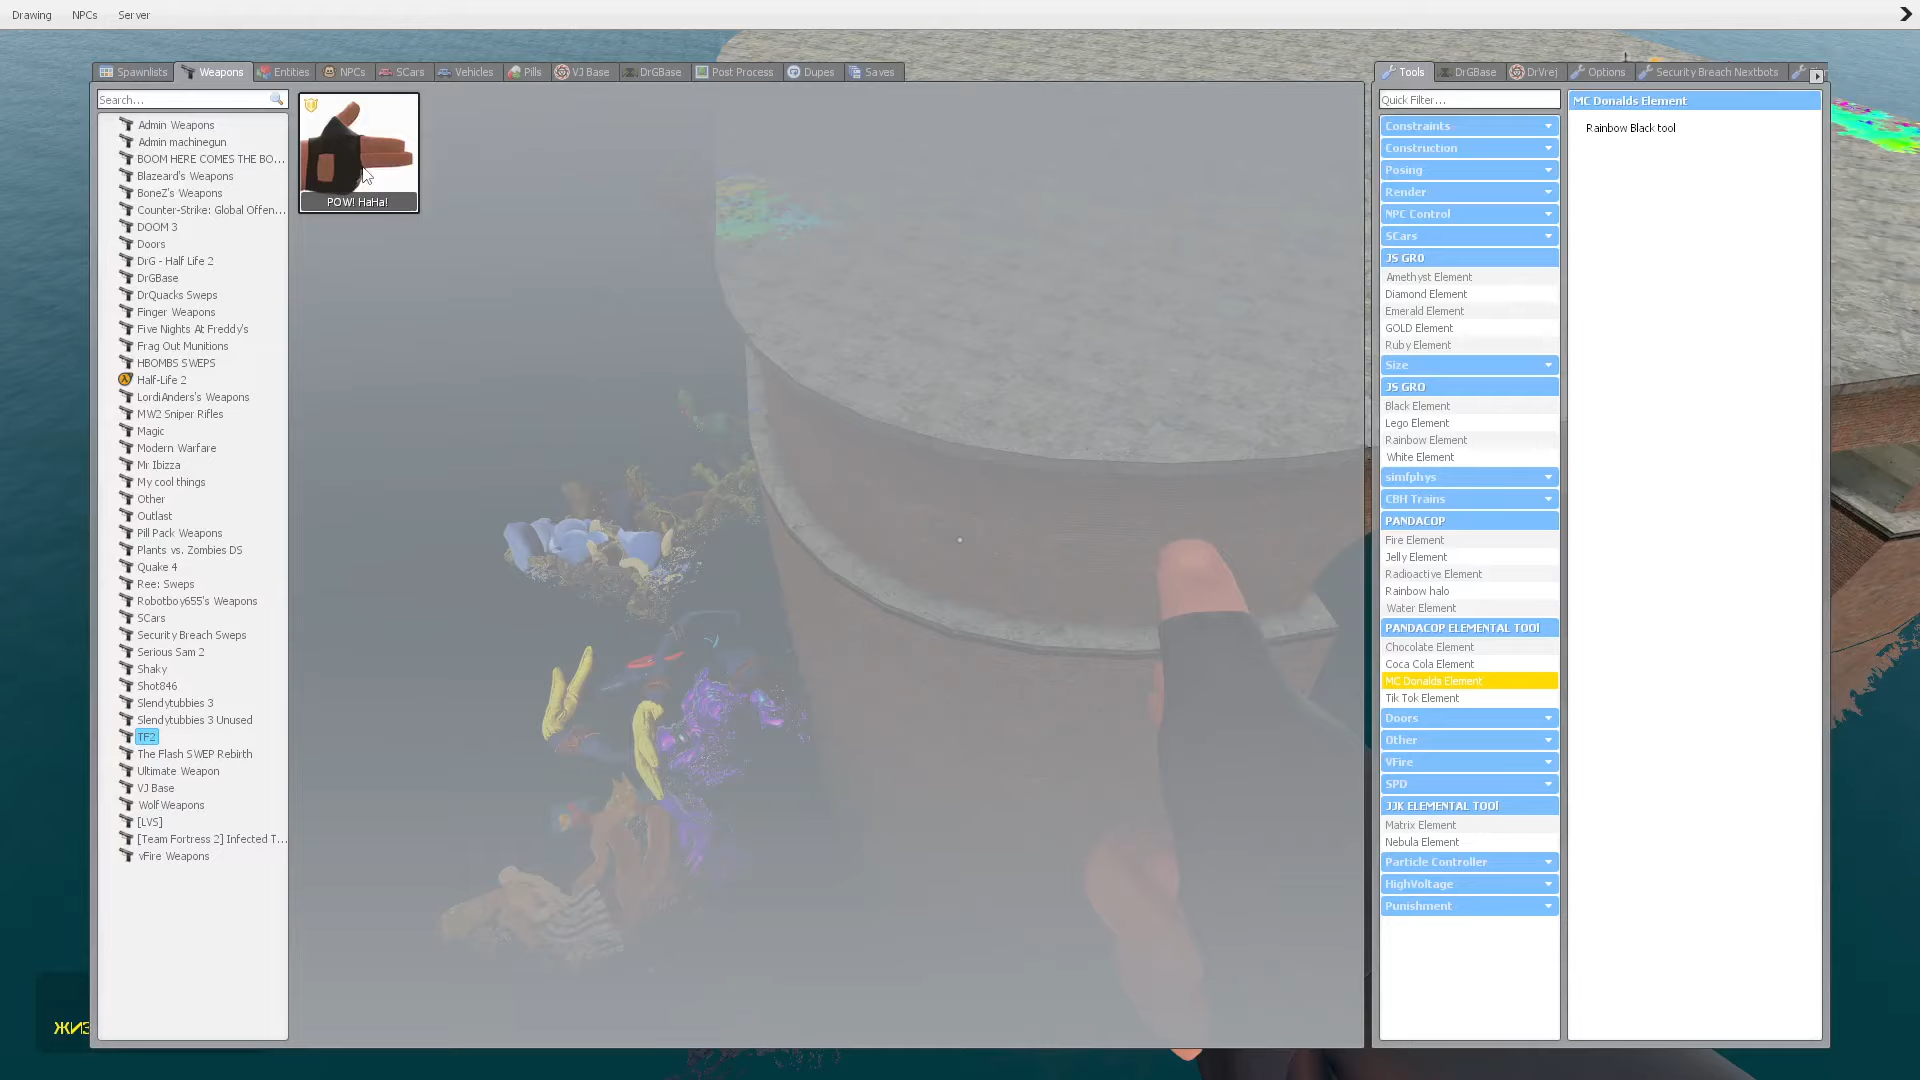 Drawing NPCs Server
Spawnlists Weapons Entities NPCs SCars Vehicles Pills VJ Base DrGBase Post Process Dupes Saves
Search...
Admin Weapons
Admin machinegun
BOOM HERE COMES THE BO...
Blazeard's Weapons
BoneZ's Weapons
Counter-Strike: Global Offen...
DOOM 3
Doors
DrG - Half Life 2
DrGBase
DrQuacks Sweps
Finger Weapons
Five Nights At Freddy's
Frag Out Munitions
HBOMBS SWEPS
Half-Life 2
LordiAnders's Weapons
MW2 Sniper Rifles
Magic
Modern Warfare
Mr Ibizza
My cool things
Other
Outlast
Pill Pack Weapons
Plants vs. Zombies DS
Quake 4
Ree: Sweps
Robotboy655's Weapons
SCars
Security Breach Sweps
Serious Sam 2
Shaky
Shot846
Slendytubbies 3
Slendytubbies 3 Unused
TF2
The Flash SWEP Rebirth
Ultimate Weapon
VJ Base
Wolf Weapons
[LVS]
[Team Fortress 2] Infected T...
vFire Weapons
POW! HaHa!
Tools DrGBase DrVrej Options Security Breach Nextbots
Quick Filter...
Constraints
Construction
Posing
Render
NPC Control
SCars
JS GRO
Amethyst Element
Diamond Element
Emerald Element
GOLD Element
Ruby Element
Size
JS GRO
Black Element
Lego Element
Rainbow Element
White Element
simfphys
CBH Trains
PANDACOP
Fire Element
Jelly Element
Radioactive Element
Rainbow halo
Water Element
PANDACOP ELEMENTAL TOOl
Chocolate Element
Coca Cola Element
MC Donalds Element
Tik Tok Element
Doors
Other
VFire
SPD
JJK ELEMENTAL TOOl
Matrix Element
Nebula Element
Particle Controller
HighVoltage
Punishment
MC Donalds Element
Rainbow Black tool